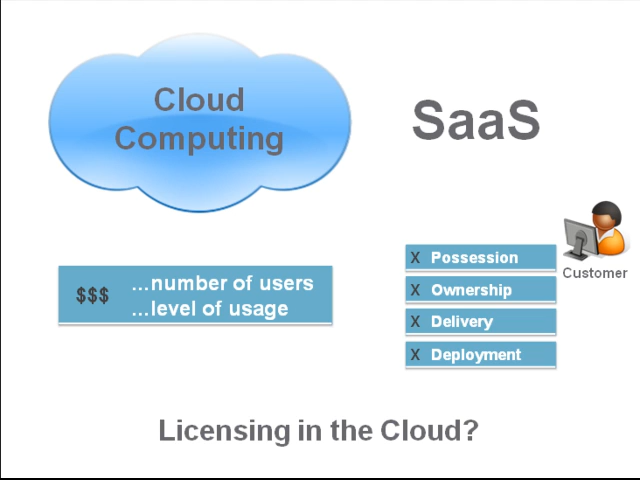 Cloud
Computing
SaaS
$$$ ...number of users
...level of usage
X Possession
X Ownership
X Delivery
X Deployment
Customer
Licensing in the Cloud?